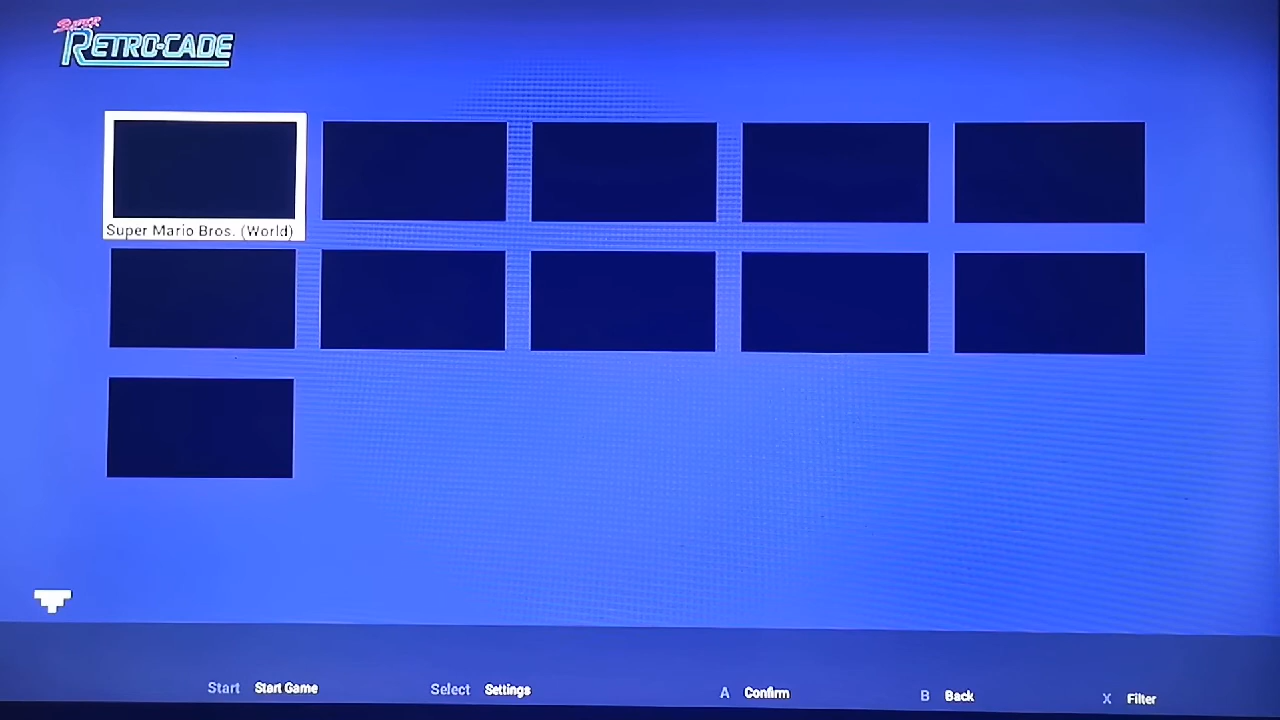 Super
RETRO-CADE
Super Mario Bros. (World)
Start Start Game Select Settings A Confirm B Back X Filter